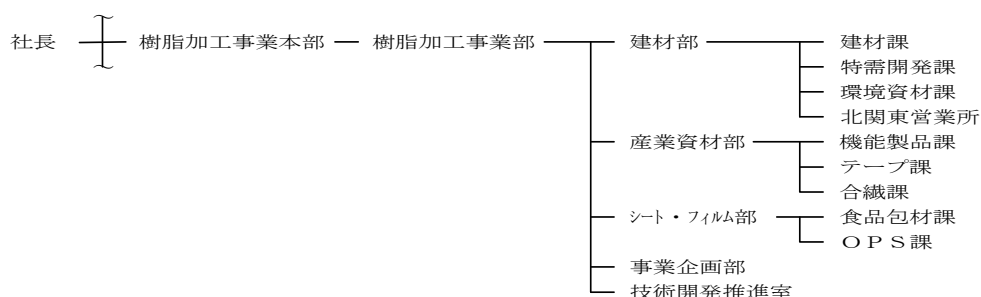 社長 樹脂加工事業本部 樹脂加工事業部 建材部 建材課
特需開発課
環境資材課
北関東営業所
産業資材部 機能製品課
テープ課
合繊課
シート・フィルム部 食品包材課
ＯＰＳ課
事業企画部
技術開発推進室